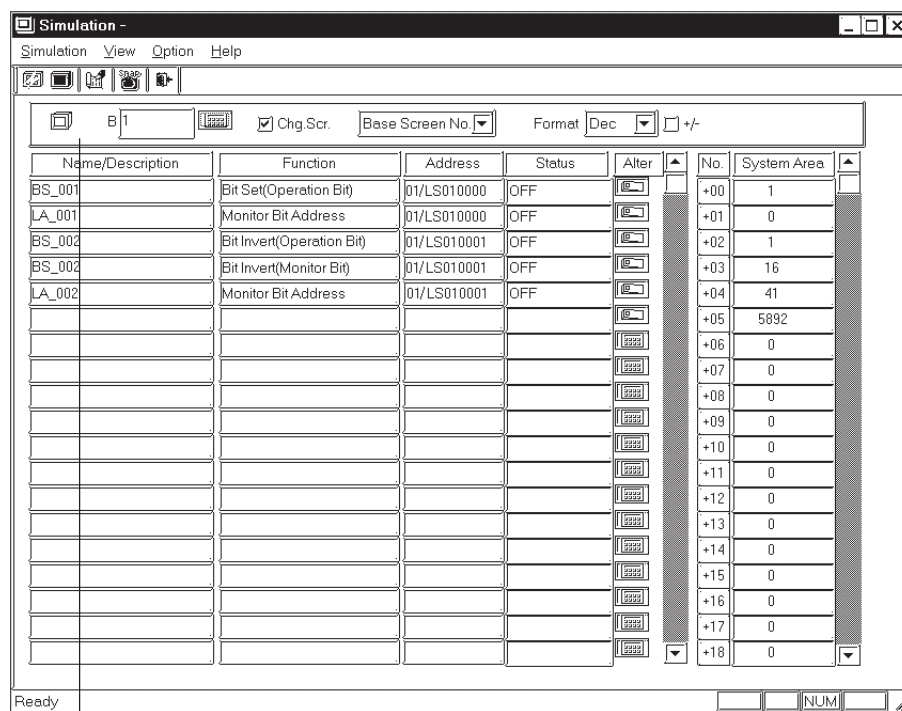 Simulation -
Simulation View Option Help
Snap
B 1 Chg.Scr. Base Screen No. Format Dec +/-
Name/Description Function Address Status Alter No. System Area
BS_001 Bit Set(Operation Bit) 01/LS010000 OFF +00 1
LA_001 Monitor Bit Address 01/LS010000 OFF +01 0
BS_002 Bit Invert(Operation Bit) 01/LS010001 OFF +02 1
BS_002 Bit Invert(Monitor Bit) 01/LS010001 OFF +03 16
LA_002 Monitor Bit Address 01/LS010001 OFF +04 41
+05 5892
+06 0
+07 0
+08 0
+09 0
+10 0
+11 0
+12 0
+13 0
+14 0
+15 0
+16 0
+17 0
+18 0
Ready NUM